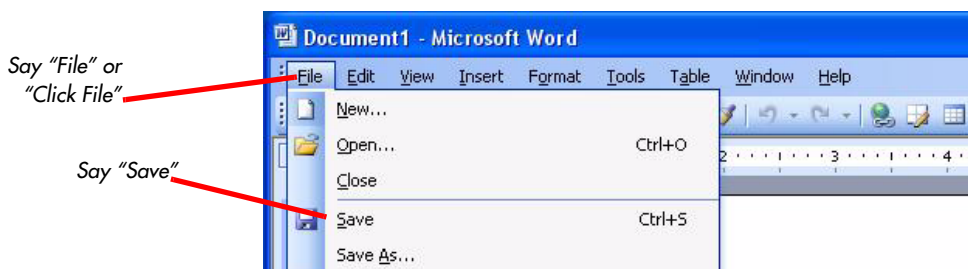 Document1 - Microsoft Word
Say "File" or
"Click File"
File Edit View Insert Format Tools Table Window Help
New...
Open... Ctrl+O
2 3 4
Say "Save"
Close
Save Ctrl+S
Save As...